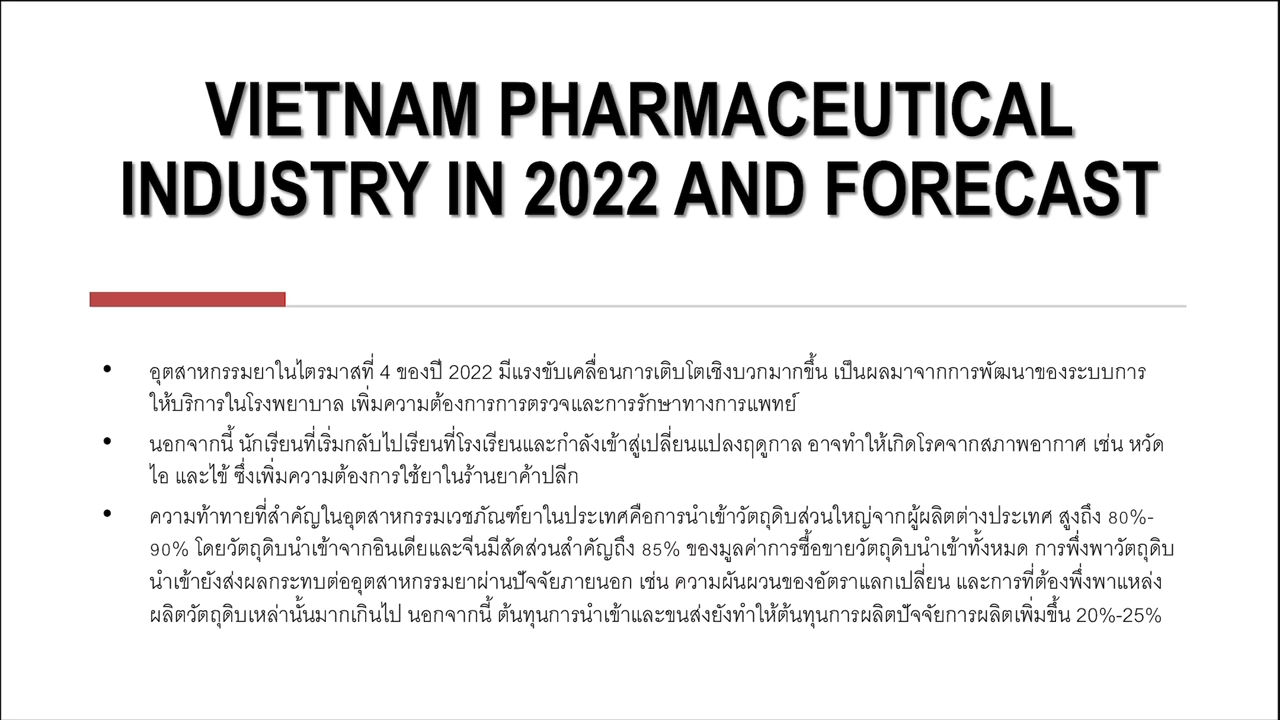 VIETNAM PHARMACEUTICAL
INDUSTRY IN 2022 AND FORECAST
• อุตสาหกรรมยาในไตรมาสที่ 4 ของปี 2022 มีแรงขับเคลื่อนการเติบโตเชิงบวกมากขึ้น เป็นผลมาจากการพัฒนาของระบบการ
ให้บริการในโรงพยาบาล เพิ่มความต้องการการตรวจและการรักษาทางการแพทย์
• นอกจากนี้ นักเรียนที่เริ่มกลับไปเรียนที่โรงเรียนและกำลังเข้าสู่เปลี่ยนแปลงฤดูกาล อาจทำให้เกิดโรคจากสภาพอากาศ เช่น หวัด
ไอ และไข้ ซึ่งเพิ่มความต้องการใช้ยาในร้านยาค้าปลีก
• ความท้าทายที่สำคัญในอุตสาหกรรมเวชภัณฑ์ยาในประเทศคือการนำเข้าวัตถุดิบส่วนใหญ่จากผู้ผลิตต่างประเทศ สูงถึง 80%-
90% โดยวัตถุดิบนำเข้าจากอินเดียและจีนมีสัดส่วนสำคัญถึง 85% ของมูลค่าการซื้อขายวัตถุดิบนำเข้าทั้งหมด การพึ่งพาวัตถุดิบ
นำเข้ายังส่งผลกระทบต่ออุตสาหกรรมยาผ่านปัจจัยภายนอก เช่น ความผันผวนของอัตราแลกเปลี่ยน และการที่ต้องพึ่งพาแหล่ง
ผลิตวัตถุดิบเหล่านั้นมากเกินไป นอกจากนี้ ต้นทุนการนำเข้าและขนส่งยังทำให้ต้นทุนการผลิตปัจจัยการผลิตเพิ่มขึ้น 20%-25%